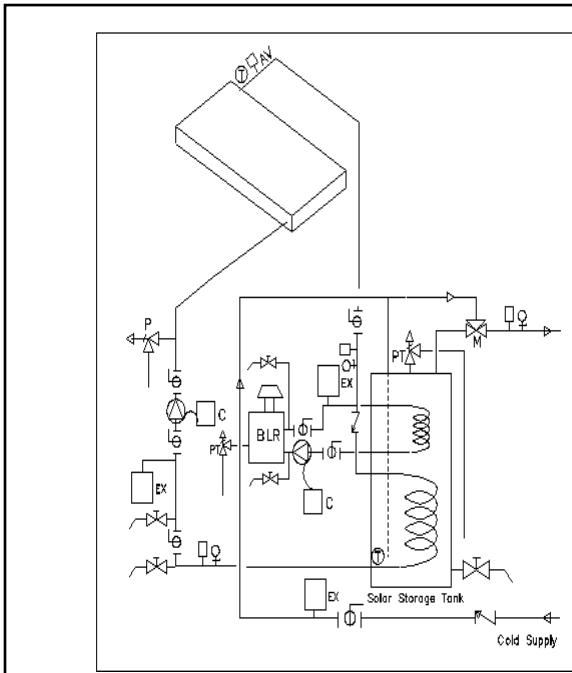 T
AV
P
C
EX
EX
BLR
PT
PT
M
C
T
EX
Solar Storage Tank
Cold Supply